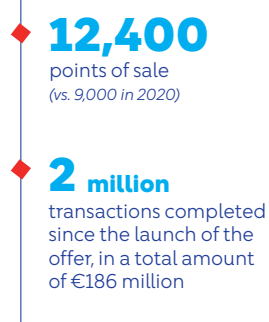 12,400
points of sale
(vs. 9,000 in 2020)
2 million
transactions completed
since the launch of the
offer, in a total amount
of €186 million